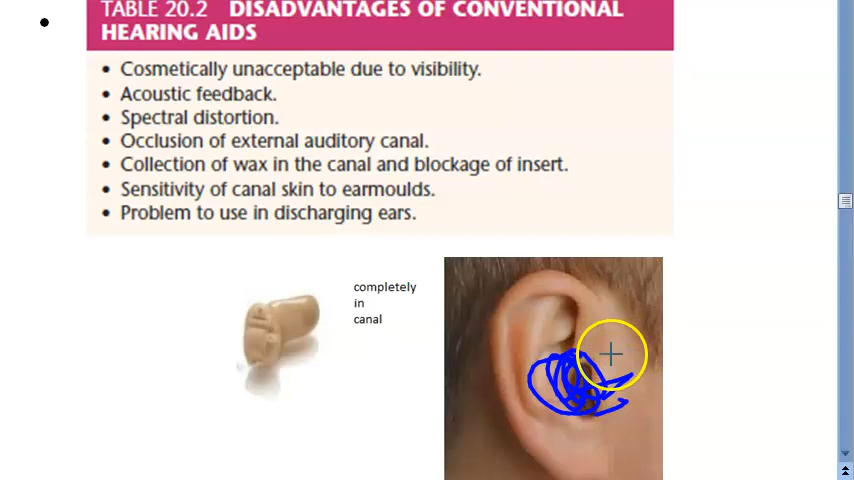 TABLE 20.2 DISADVANTAGES OF CONVENTIONAL
HEARING AIDS
• Cosmetically unacceptable due to visibility.
• Acoustic feedback.
• Spectral distortion.
• Occlusion of external auditory canal.
• Collection of wax in the canal and blockage of insert.
• Sensitivity of canal skin to earmoulds.
• Problem to use in discharging ears.
completely
in
canal